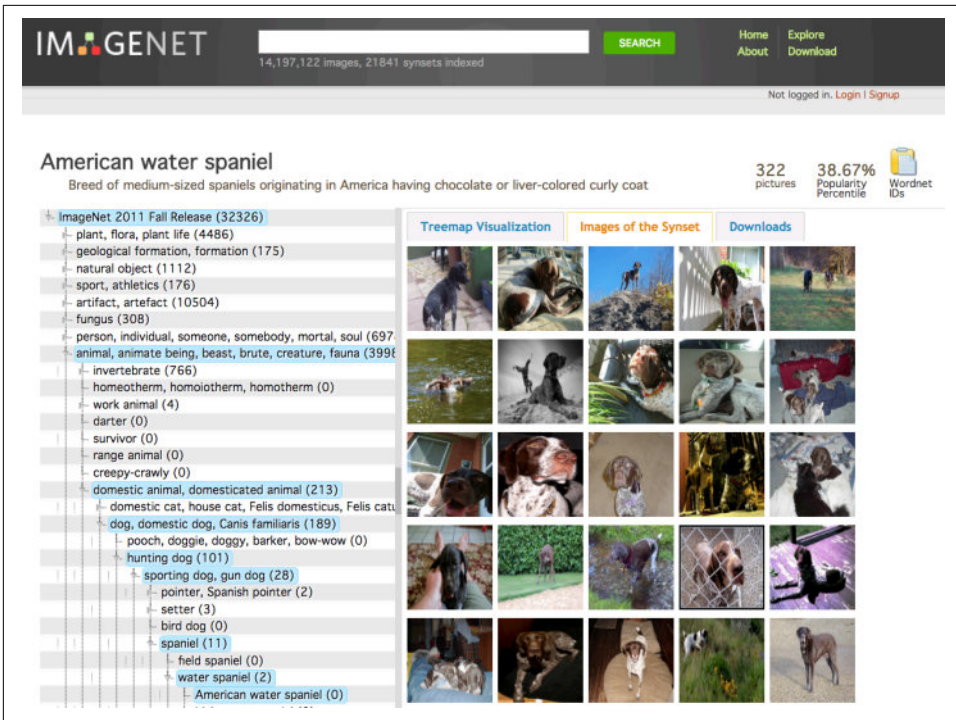 IMAGENET
SEARCH
Home Explore
About Download
14,197,122 images, 21841 synsets indexed
Not logged in. Login | Signup
American water spaniel
Breed of medium-sized spaniels originating in America having chocolate or liver-colored curly coat
322 pictures
38.67% Popularity Percentile
Wordnet IDs
ImageNet 2011 Fall Release (32326)
plant, flora, plant life (4486)
geological formation, formation (175)
natural object (1112)
sport, athletics (176)
artifact, artefact (10504)
fungus (308)
person, individual, someone, somebody, mortal, soul (697
animal, animate being, beast, brute, creature, fauna (3998
invertebrate (766)
homeotherm, homoiotherm, homotherm (0)
work animal (4)
darter (0)
survivor (0)
range animal (0)
creepy-crawly (0)
domestic animal, domesticated animal (213)
domestic cat, house cat, Felis domesticus, Felis catu
dog, domestic dog, Canis familiaris (189)
pooch, doggie, doggy, barker, bow-wow (0)
hunting dog (101)
sporting dog, gun dog (28)
pointer, Spanish pointer (2)
setter (3)
bird dog (0)
spaniel (11)
field spaniel (0)
water spaniel (2)
American water spaniel (0)
Treemap Visualization
Images of the Synset
Downloads